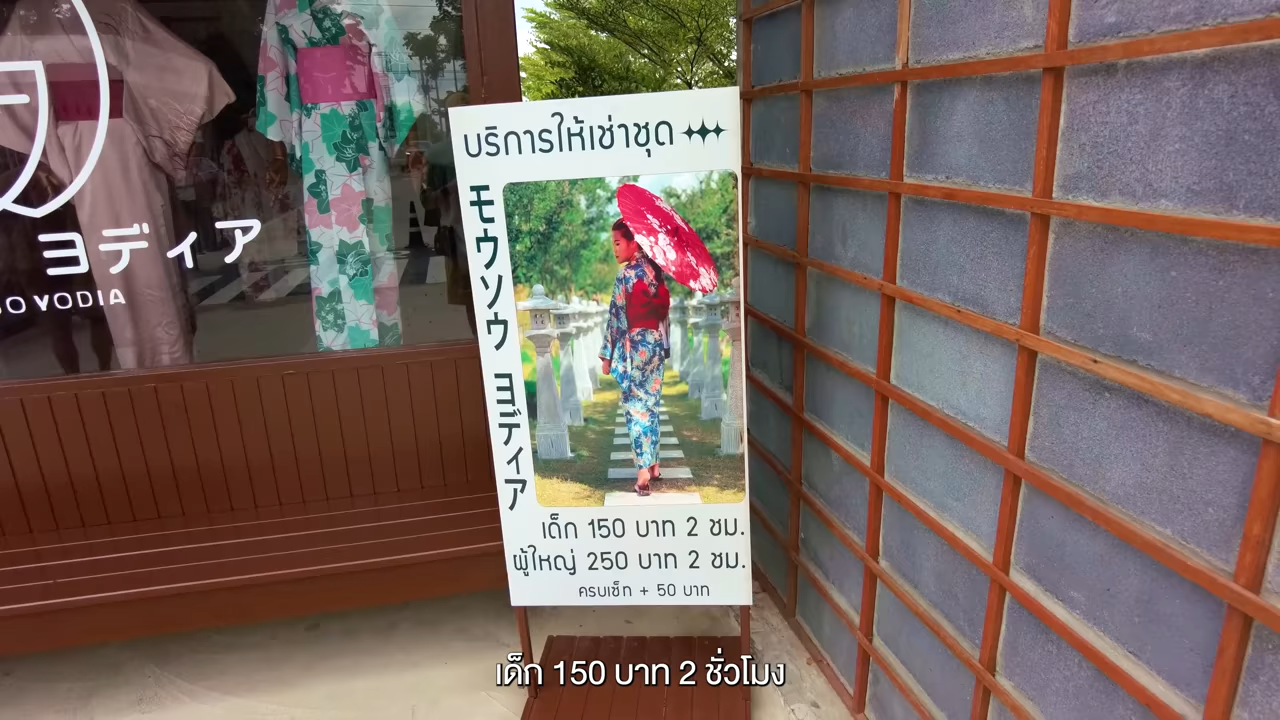 ヨディア
YODIA
บริการให้เช่าชุด
モウソウ ヨディア
เด็ก 150 บาท 2 ชม.
ผู้ใหญ่ 250 บาท 2 ชม.
ครบเซ็ท + 50 บาท
เด็ก 150 บาท 2 ชั่วโมง